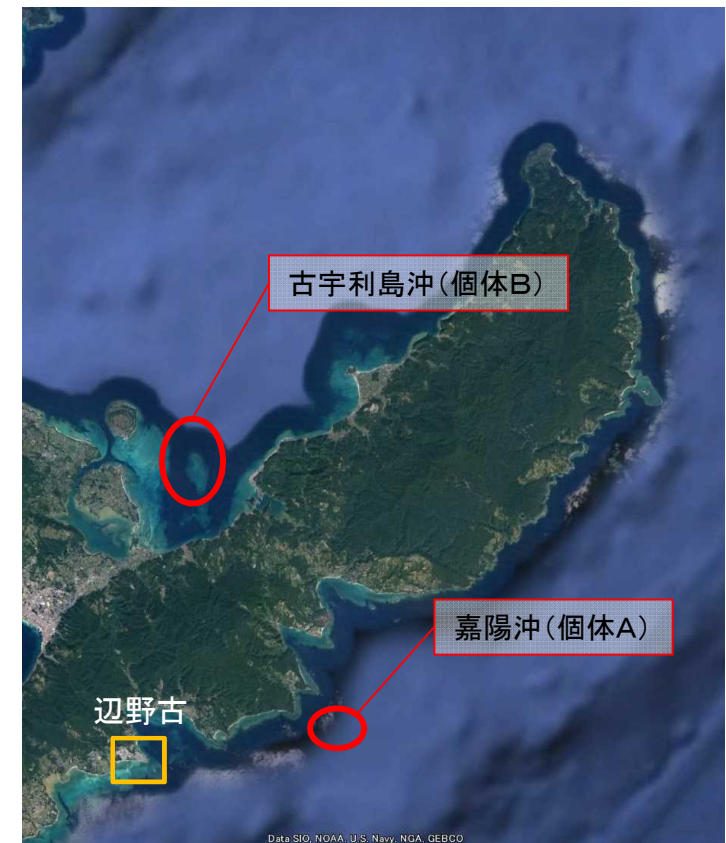 古宇利島沖（個体Ｂ）
嘉陽沖（個体Ａ）
辺野古
Data SIO, NOAA, U.S. Navy, NGA, GEBCO